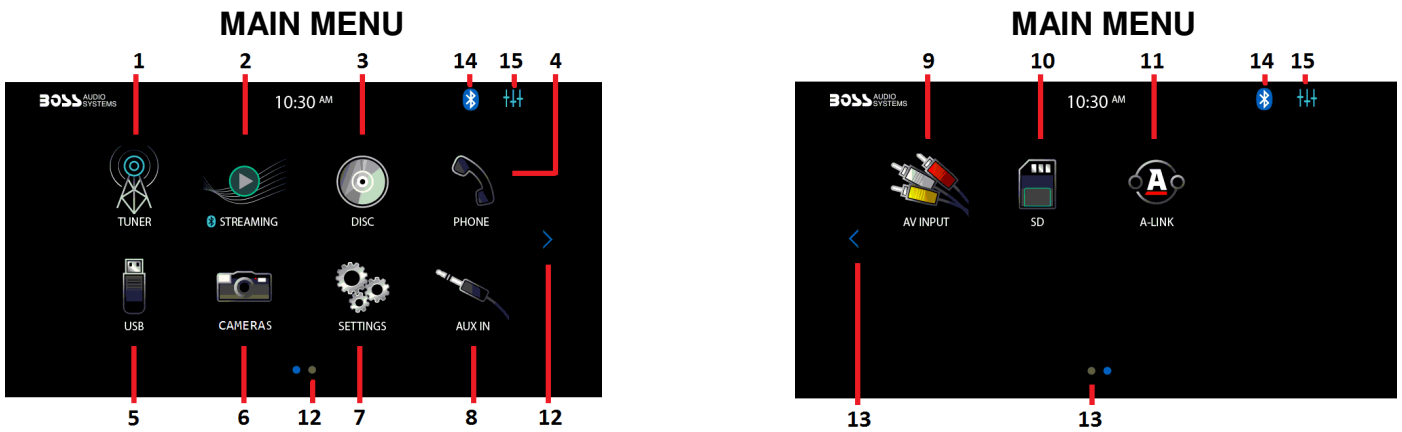 MAIN MENU
1 2 3 14 15 4
BOSS AUDIO SYSTEMS 10:30 AM
TUNER STREAMING DISC PHONE
USB CAMERAS SETTINGS AUX IN
5 6 12 7 8 12
MAIN MENU
9 10 11 14 15
BOSS AUDIO SYSTEMS 10:30 AM
AV INPUT SD A-LINK
A
13 13